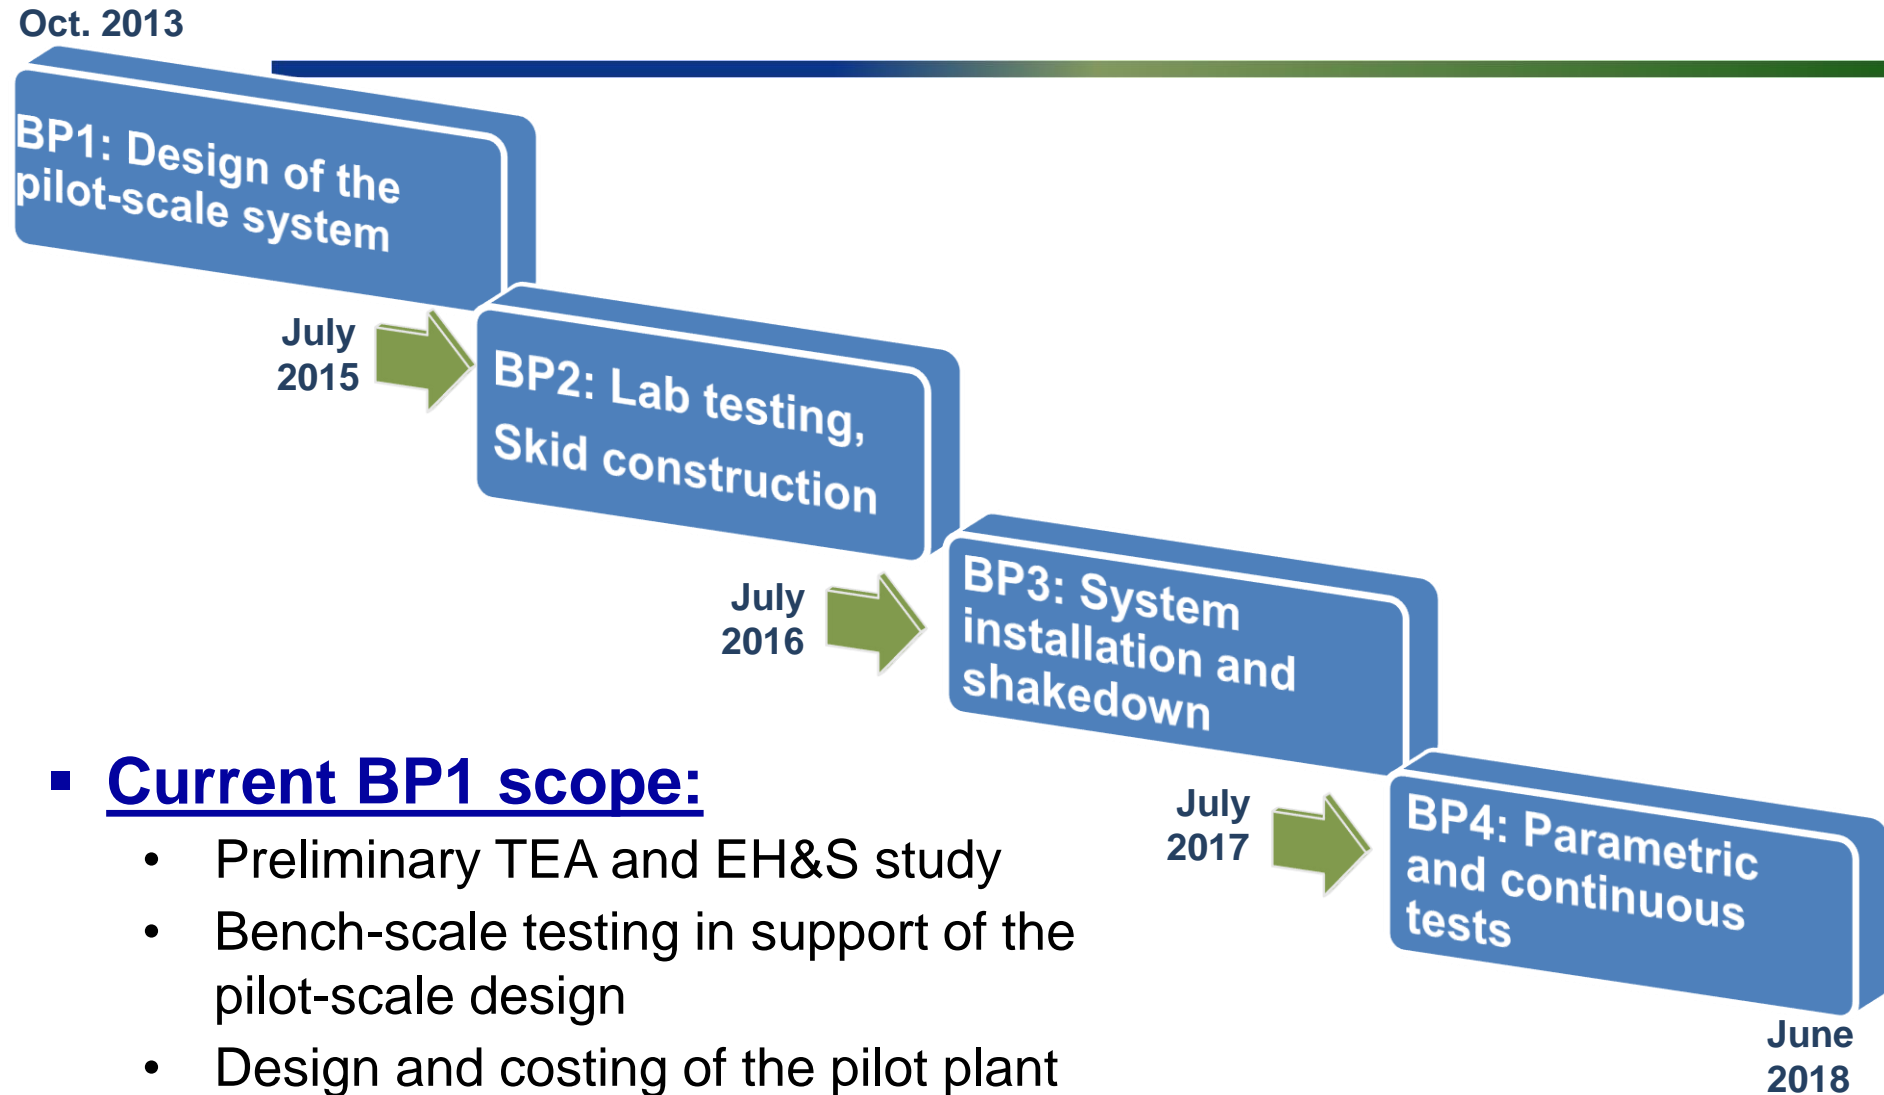 Oct. 2013
BP1: Design of the
pilot-scale system
July
2015
BP2: Lab testing,
Skid construction
July
2016
BP3: System
installation and
shakedown
July
2017
BP4: Parametric
and continuous
tests
June
2018
▪ Current BP1 scope:
• Preliminary TEA and EH&S study
• Bench-scale testing in support of the
pilot-scale design
• Design and costing of the pilot plant